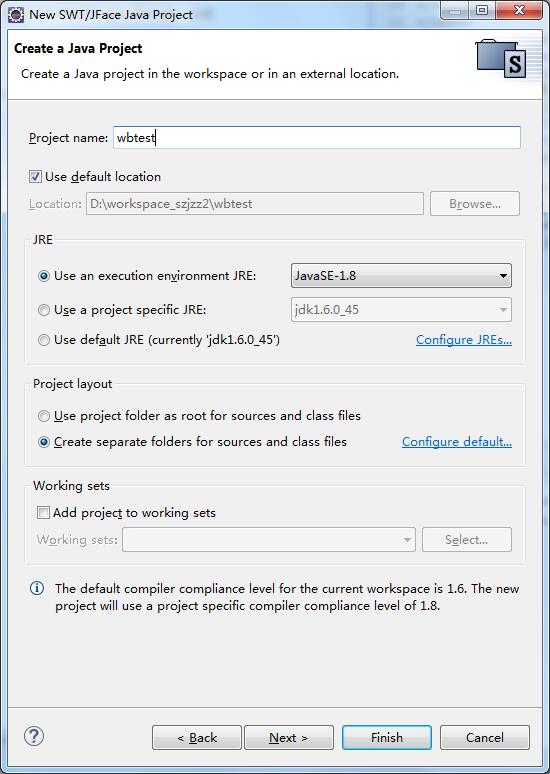 New SWT/JFace Java Project
Create a Java Project
Create a Java project in the workspace or in an external location.
S
Project name: wbtest
Use default location
Location: D:\workspace_szjzz2\wbtest Browse...
JRE
Use an execution environment JRE: JavaSE-1.8
Use a project specific JRE: jdk1.6.0_45
Use default JRE (currently 'jdk1.6.0_45') Configure JREs...
Project layout
Use project folder as root for sources and class files
Create separate folders for sources and class files Configure default...
Working sets
Add project to working sets
Working sets: Select...
The default compiler compliance level for the current workspace is 1.6. The new
project will use a project specific compiler compliance level of 1.8.
? < Back Next > Finish Cancel